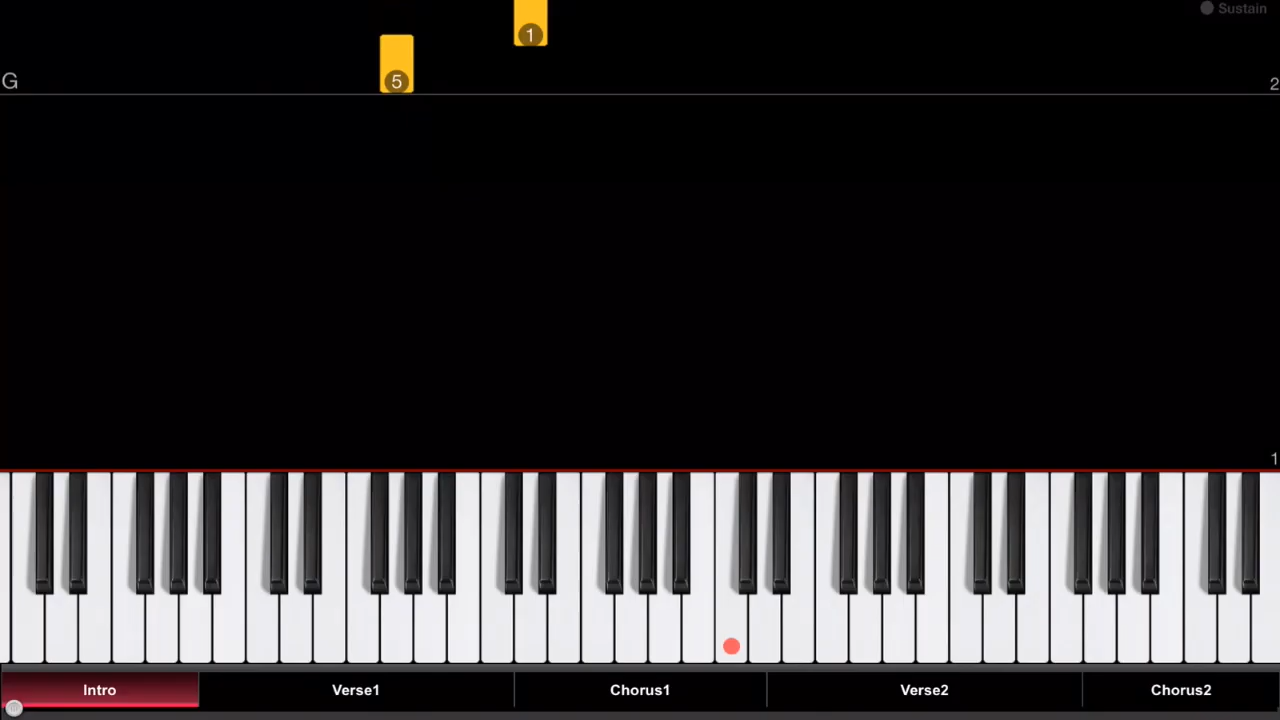 Sustain
1
5
G
2
1
Intro
Verse1
Chorus1
Verse2
Chorus2